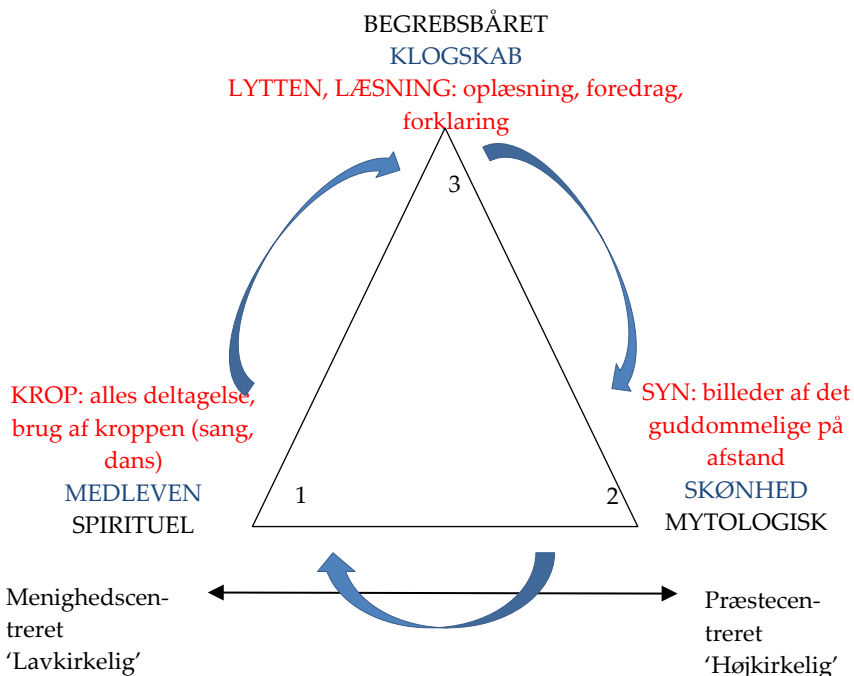 BEGREBSBÅRET
KLOGSKAB
LYTTEN, LÆSNING: oplæsning, foredrag,
forklaring
3
KROP: alles deltagelse,
brug af kroppen (sang,
dans)
MEDLEVEN
SPIRITUEL
1
SYN: billeder af det
guddommelige på
afstand
SKØNHED
MYTOLOGISK
2
Menighedscen-
treret
‘Lavkirkelig’
Præstecen-
treret
‘Højkirkelig’